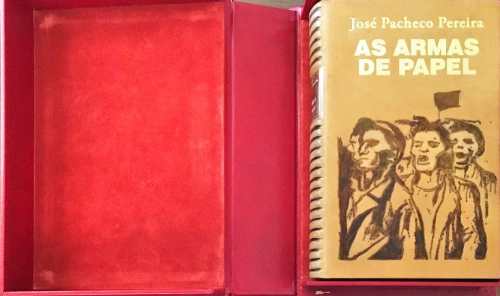 José Pacheco Pereira
AS ARMAS
DE PAPEL